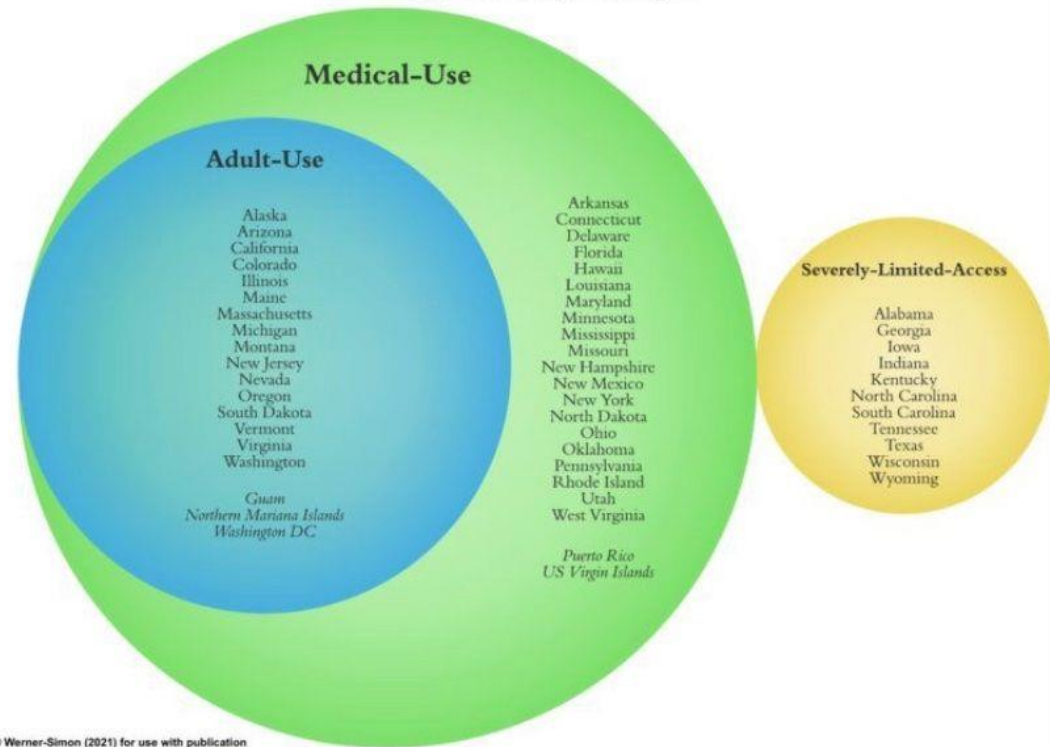 Medical-Use
Adult-Use
Alaska
Arizona
California
Colorado
Illinois
Maine
Massachusetts
Michigan
Montana
New Jersey
Nevada
Oregon
South Dakota
Vermont
Virginia
Washington
Guam
Northern Mariana Islands
Washington DC
Arkansas
Connecticut
Delaware
Florida
Hawaii
Louisiana
Maryland
Minnesota
Mississippi
Missouri
New Hampshire
New Mexico
New York
North Dakota
Ohio
Oklahoma
Pennsylvania
Rhode Island
Utah
West Virginia
Puerto Rico
US Virgin Islands
Severely-Limited-Access
Alabama
Georgia
Iowa
Indiana
Kentucky
North Carolina
South Carolina
Tennessee
Texas
Wisconsin
Wyoming
Werner-Simon (2021) for use with publication